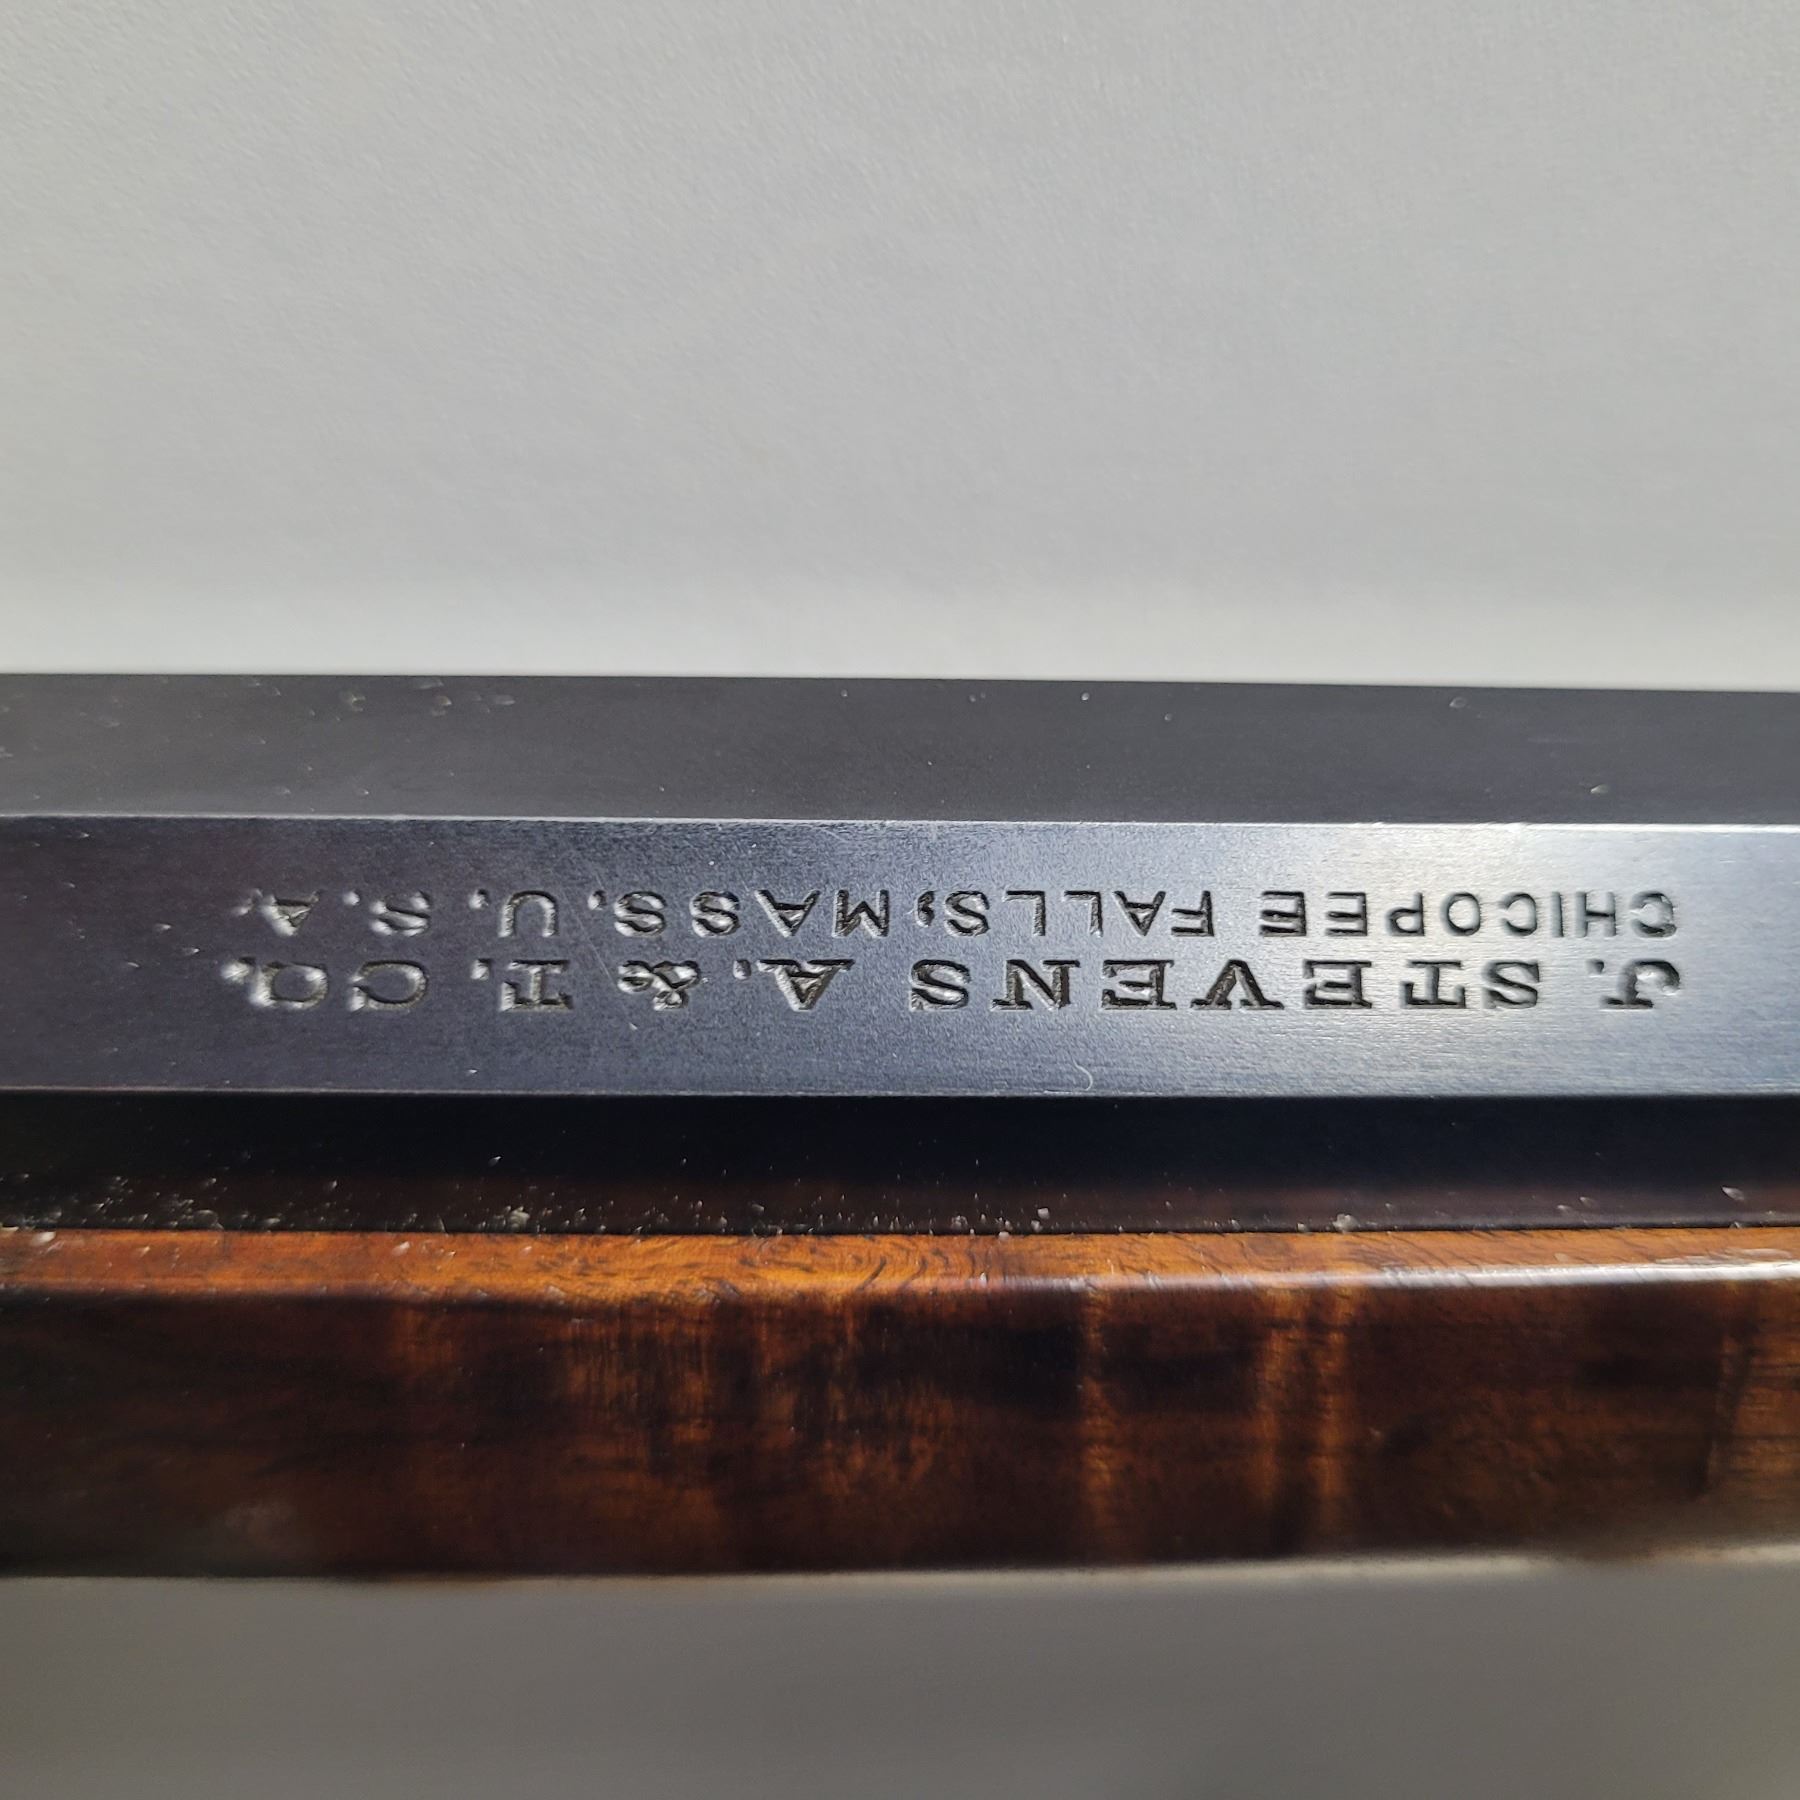 J. STEVENS A. & T. CO.
CHICOPEE FALLS, MASS. U. S. A.